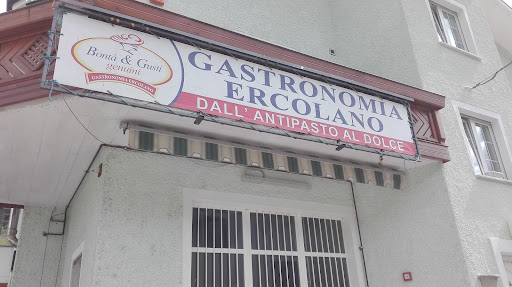 Bontà & Gusti
genuini
GASTRONOMIA ERCOLANO
GASTRONOMIA
ERCOLANO
DALL' ANTIPASTO AL DOLCE